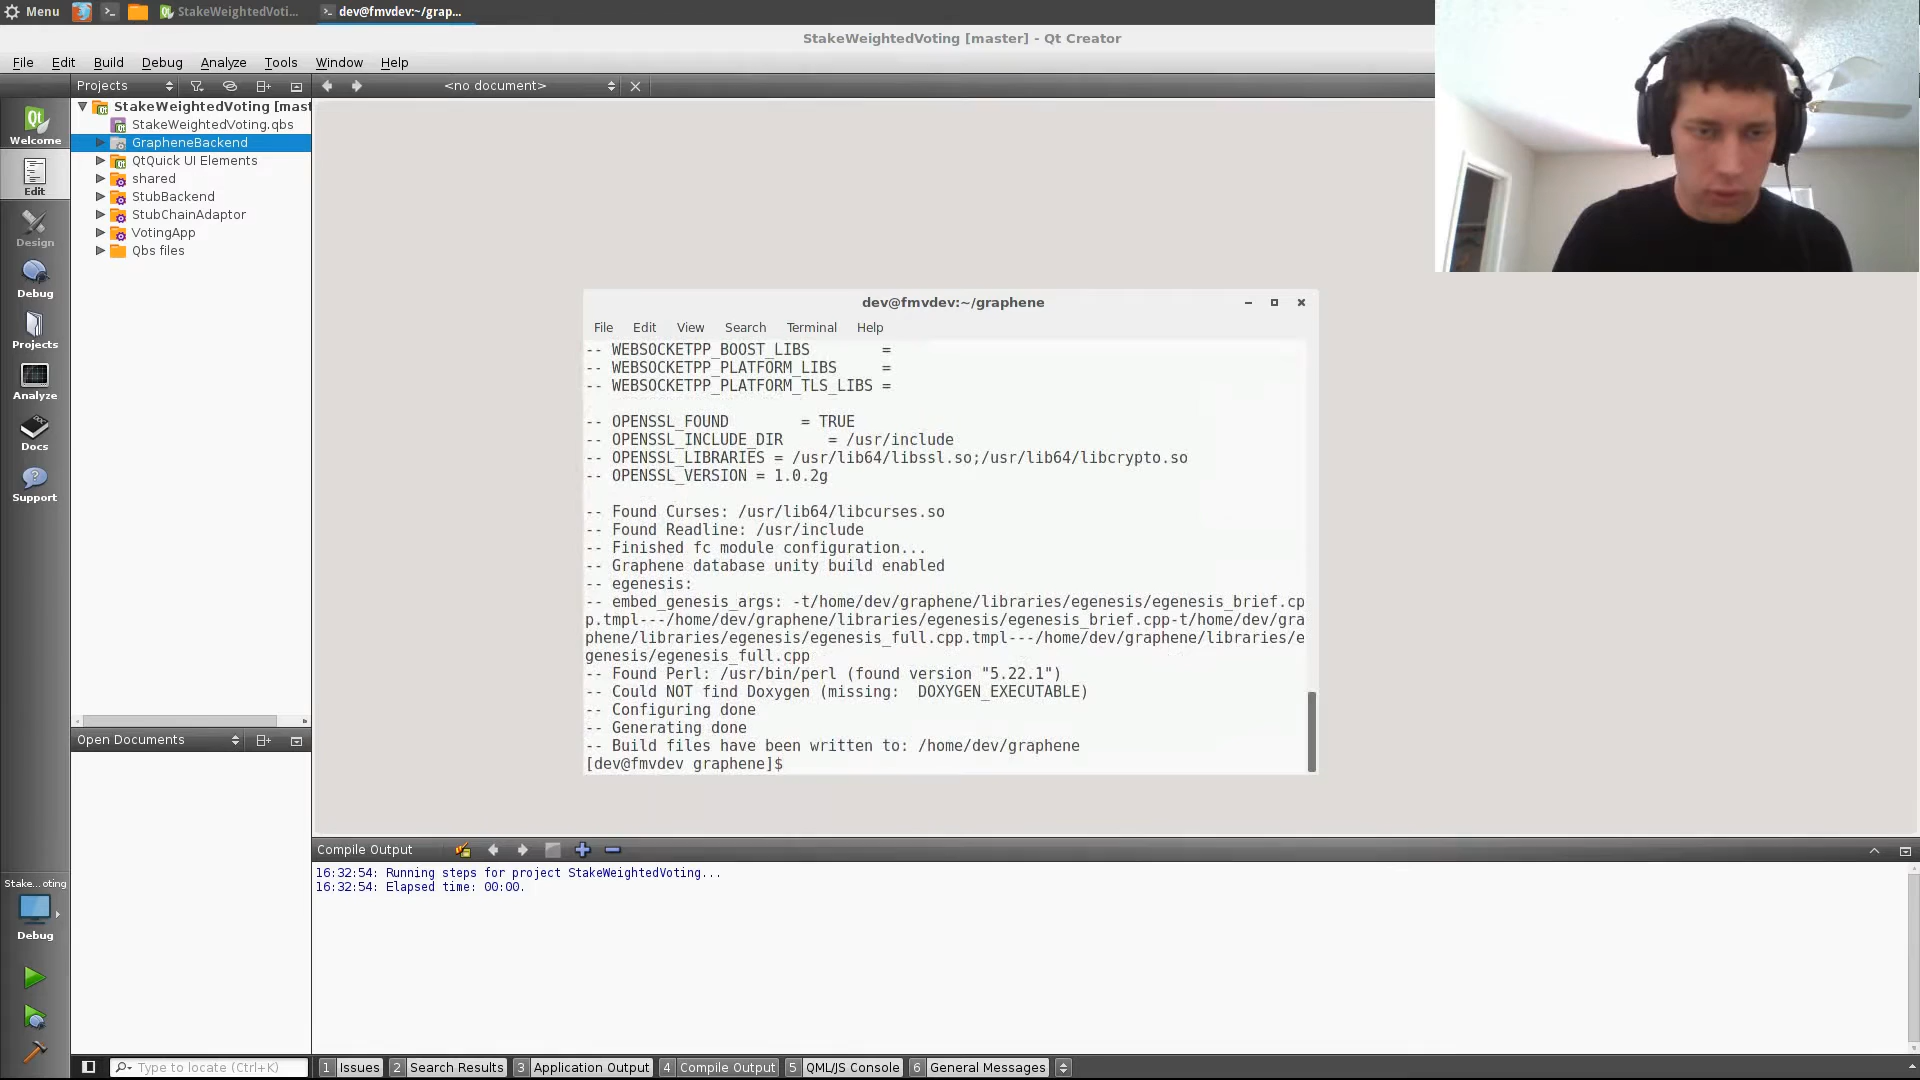 Menu
StakeWeightedVoti...
dev@fmvdev:~/grap...
StakeWeightedVoting [master] - Qt Creator
File Edit Build Debug Analyze Tools Window Help
Projects
<no document>
StakeWeightedVoting [mast
StakeWeightedVoting.qbs
GrapheneBackend
QtQuick UI Elements
shared
StubBackend
StubChainAdaptor
VotingApp
Qbs files
Qt
Welcome
Edit
Design
Debug
Projects
Analyze
Docs
Support
dev@fmvdev:~/graphene
File Edit View Search Terminal Help
-- WEBSOCKETPP_BOOST_LIBS        =
-- WEBSOCKETPP_PLATFORM_LIBS     =
-- WEBSOCKETPP_PLATFORM_TLS_LIBS =
-- OPENSSL_FOUND        = TRUE
-- OPENSSL_INCLUDE_DIR     = /usr/include
-- OPENSSL_LIBRARIES = /usr/lib64/libssl.so;/usr/lib64/libcrypto.so
-- OPENSSL_VERSION = 1.0.2g
-- Found Curses: /usr/lib64/libcurses.so
-- Found Readline: /usr/include
-- Finished fc module configuration...
-- Graphene database unity build enabled
-- egenesis:
-- embed_genesis_args: -t/home/dev/graphene/libraries/egenesis/egenesis_brief.cp
p.tmpl---/home/dev/graphene/libraries/egenesis/egenesis_brief.cpp-t/home/dev/gra
phene/libraries/egenesis/egenesis_full.cpp.tmpl---/home/dev/graphene/libraries/e
genesis/egenesis_full.cpp
-- Found Perl: /usr/bin/perl (found version "5.22.1")
-- Could NOT find Doxygen (missing:  DOXYGEN_EXECUTABLE)
-- Configuring done
-- Generating done
-- Build files have been written to: /home/dev/graphene
[dev@fmvdev graphene]$
Open Documents
Compile Output
16:32:54: Running steps for project StakeWeightedVoting...
16:32:54: Elapsed time: 00:00.
Stake...oting
Debug
Type to locate (Ctrl+K)
1 Issues 2 Search Results 3 Application Output 4 Compile Output 5 QML/JS Console 6 General Messages